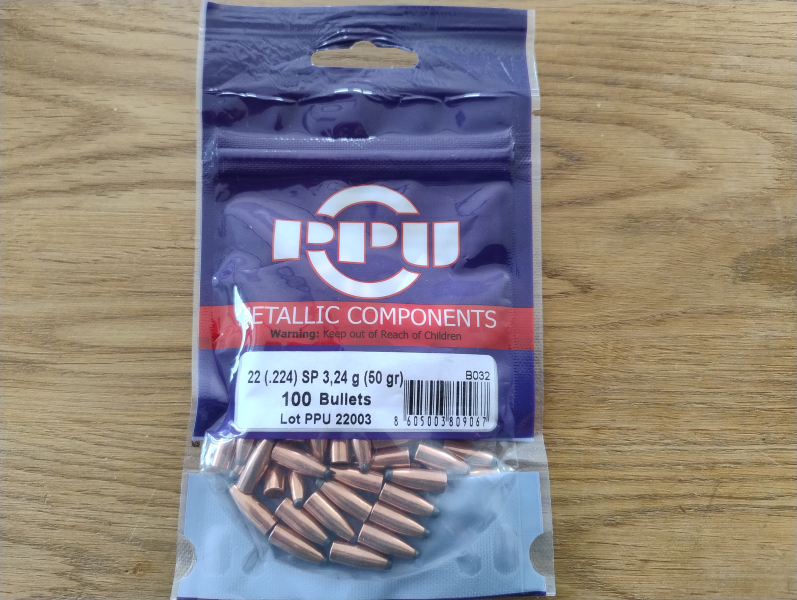 PPU
METALLIC COMPONENTS
Warning: Keep out of Reach of Children
22 (.224) SP 3,24 g (50 gr)
B032
100 Bullets
Lot PPU 22003
8 605003 809067